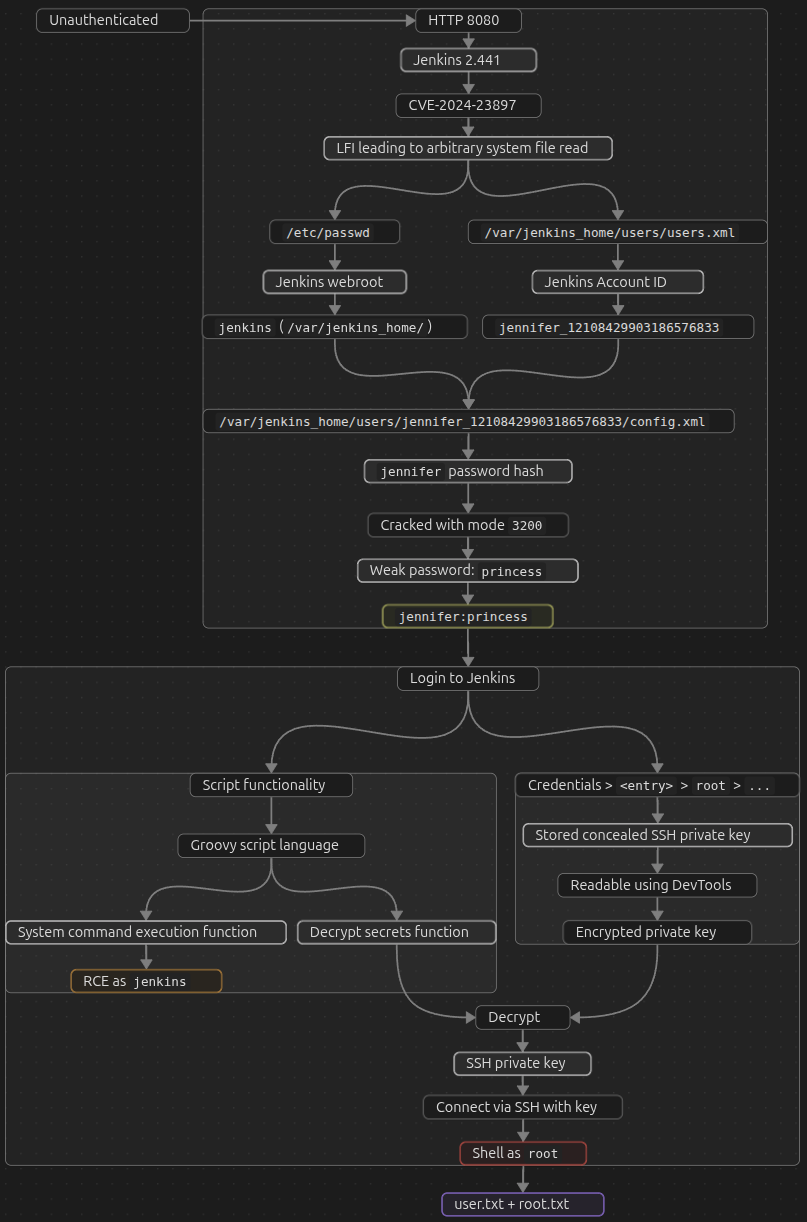 Unauthenticated
HTTP 8080
Jenkins 2.441
CVE-2024-23897
LFI leading to arbitrary system file read
/etc/passwd
/var/jenkins_home/users/users.xml
Jenkins webroot
Jenkins Account ID
jenkins (/var/jenkins_home/)
jennifer_12108429903186576833
/var/jenkins_home/users/jennifer_12108429903186576833/config.xml
jennifer password hash
Cracked with mode 3200
Weak password: princess
jennifer:princess
Login to Jenkins
Script functionality
Credentials > <entry> > root > ...
Groovy script language
Stored concealed SSH private key
Readable using DevTools
System command execution function
Decrypt secrets function
Encrypted private key
RCE as jenkins
Decrypt
SSH private key
Connect via SSH with key
Shell as root
user.txt + root.txt